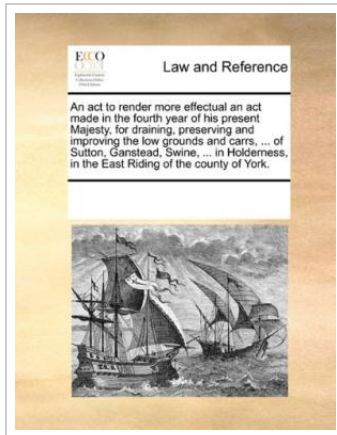 ECCO
Law and Reference
An act to render more effectual an act
made in the fourth year of his present
Majesty, for draining, preserving and
improving the low grounds and carrs, ... of
Sutton, Ganstead, Swine, ... in Holderness,
in the East Riding of the county of York.